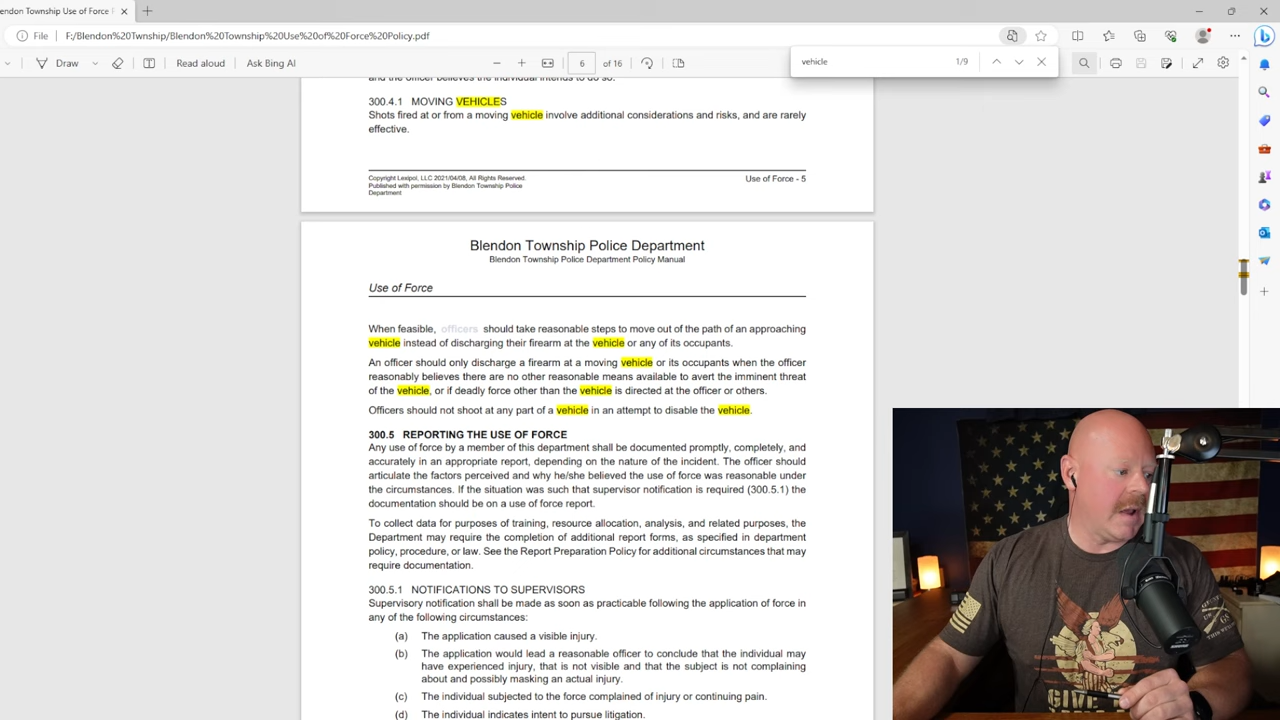 lendon Township Use of Force
File
F:/Blendon%20Twnship/Blendon%20Township%20Use%20of%20Force%20Policy.pdf
Draw
Read aloud
Ask Bing AI
6
of 16
vehicle
1/9
and the officer believes the individual intends to do so.
300.4.1 MOVING VEHICLES
Shots fired at or from a moving vehicle involve additional considerations and risks, and are rarely
effective.
Copyright Lexipol, LLC 2021/04/08, All Rights Reserved.
Published with permission by Blendon Township Police
Department
Use of Force - 5
Blendon Township Police Department
Blendon Township Police Department Policy Manual
Use of Force
When feasible, officers should take reasonable steps to move out of the path of an approaching
vehicle instead of discharging their firearm at the vehicle or any of its occupants.
An officer should only discharge a firearm at a moving vehicle or its occupants when the officer
reasonably believes there are no other reasonable means available to avert the imminent threat
of the vehicle, or if deadly force other than the vehicle is directed at the officer or others.
Officers should not shoot at any part of a vehicle in an attempt to disable the vehicle.
300.5 REPORTING THE USE OF FORCE
Any use of force by a member of this department shall be documented promptly, completely, and
accurately in an appropriate report, depending on the nature of the incident. The officer should
articulate the factors perceived and why he/she believed the use of force was reasonable under
the circumstances. If the situation was such that supervisor notification is required (300.5.1) the
documentation should be on a use of force report.
To collect data for purposes of training, resource allocation, analysis, and related purposes, the
Department may require the completion of additional report forms, as specified in department
policy, procedure, or law. See the Report Preparation Policy for additional circumstances that may
require documentation.
300.5.1 NOTIFICATIONS TO SUPERVISORS
Supervisory notification shall be made as soon as practicable following the application of force in
any of the following circumstances:
(a) The application caused a visible injury.
(b) The application would lead a reasonable officer to conclude that the individual may
have experienced injury, that is not visible and that the subject is not complaining
about and possibly masking an actual injury.
(c) The individual subjected to the force complained of injury or continuing pain.
(d) The individual indicates intent to pursue litigation.
GIVE